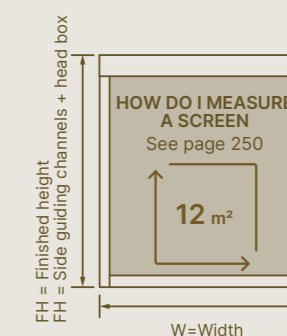 FH = Finished height
FH = Side guiding channels + head box
HOW DO I MEASURE
A SCREEN
See page 250
12 m²
W=Width